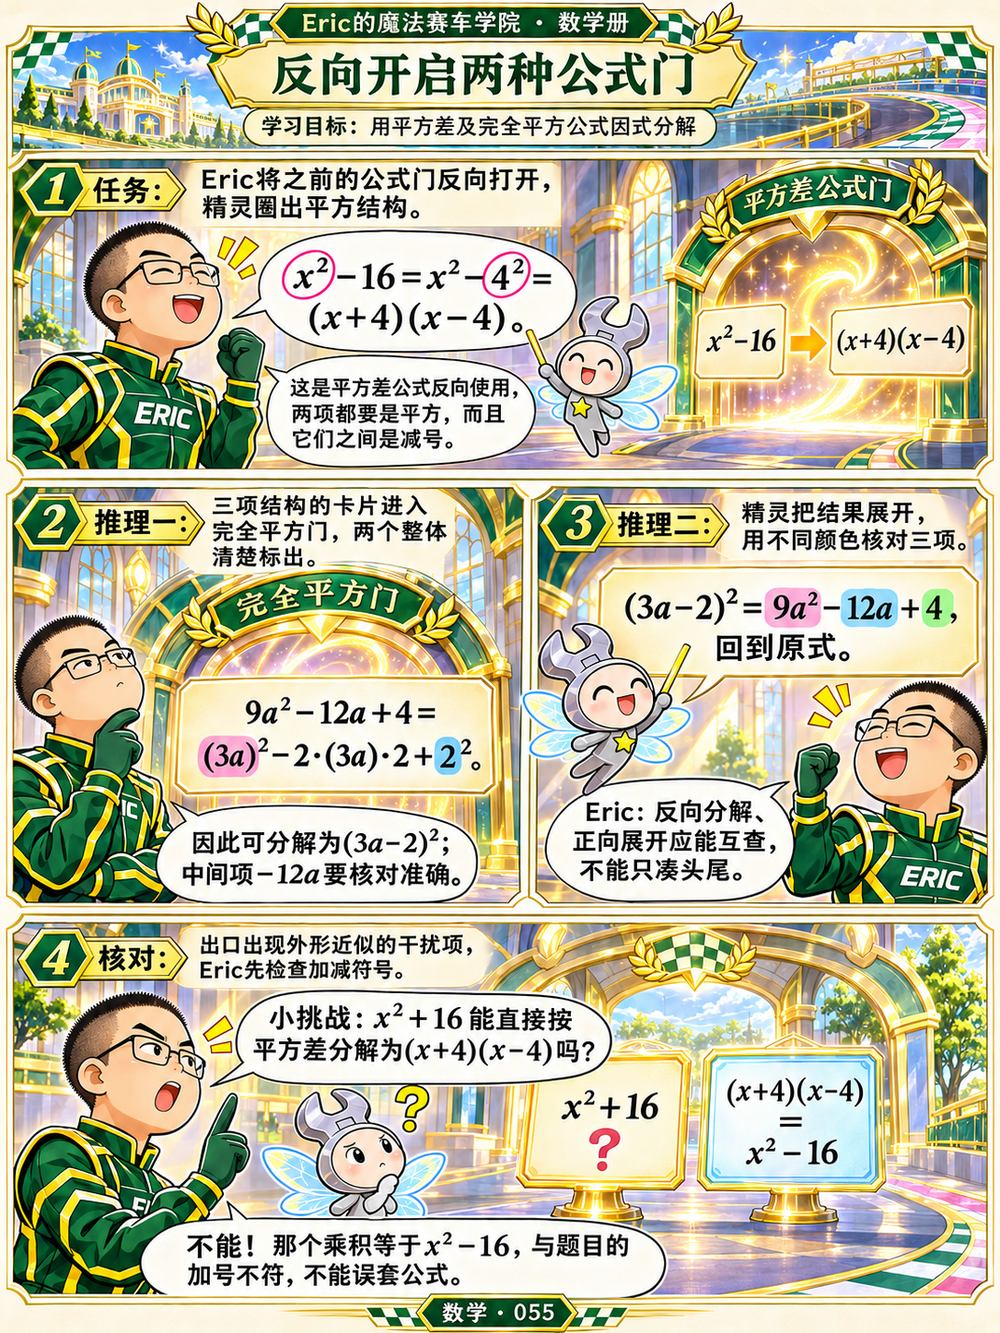 Eric的魔法赛车学院 · 数学册
反向开启两种公式门
学习目标：用平方差及完全平方公式因式分解
1 任务：
Eric将之前的公式门反向打开，
精灵圈出平方结构。
x²−16=x²−4²=
(x+4)(x−4)。
这是平方差公式反向使用，
两项都要是平方，而且
它们之间是减号。
ERIC
平方差公式门
x²−16 → (x+4)(x−4)
2 推理一：
三项结构的卡片进入
完全平方门，两个整体
清楚标出。
完全平方门
9a²−12a+4=
(3a)²−2·(3a)·2+2²。
IC
因此可分解为(3a−2)²；
中间项−12a要核对准确。
3 推理二：
精灵把结果展开，
用不同颜色核对三项。
(3a−2)²=9a²−12a+4，
回到原式。
Eric：反向分解、
正向展开应能互查，
不能只凑头尾。
ERIC
4 核对：
出口出现外形近似的干扰项，
Eric先检查加减符号。
小挑战：x²+16能直接按
平方差分解为(x+4)(x−4)吗？
?
x²+16
?
(x+4)(x−4)
=
x²−16
E
不能！那个乘积等于x²−16，与题目的
加号不符，不能误套公式。
数学 · 055